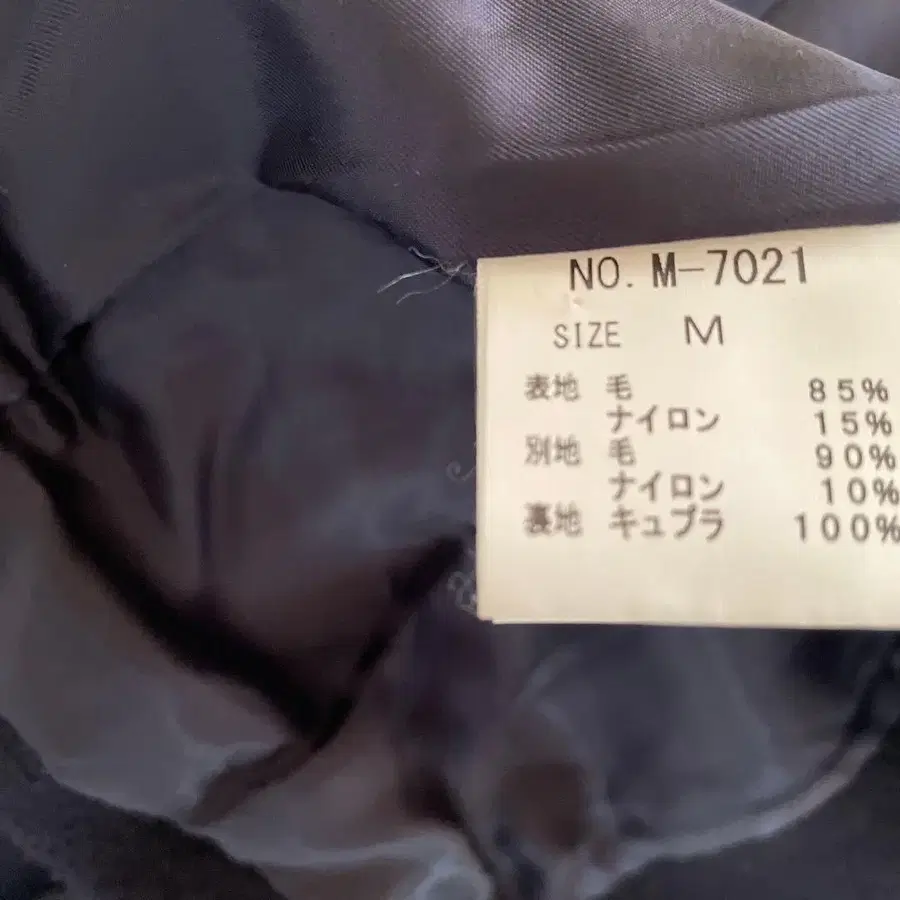 NO. M-7021
SIZE M
表地 毛 85%
ナイロン 15%
別地 毛 90%
ナイロン 10%
裏地 キュプラ 100%